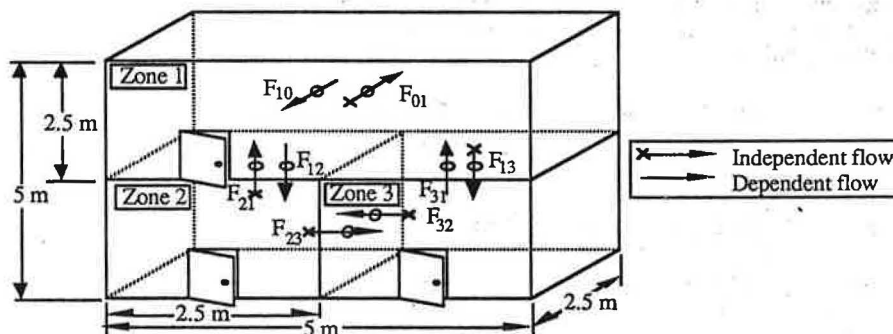 Zone 1
F10
F01
2.5 m
5 m
F12
F13
F21
F31
Zone 2
Zone 3
F32
F23
Independent flow
Dependent flow
2.5 m
2.5 m
5 m